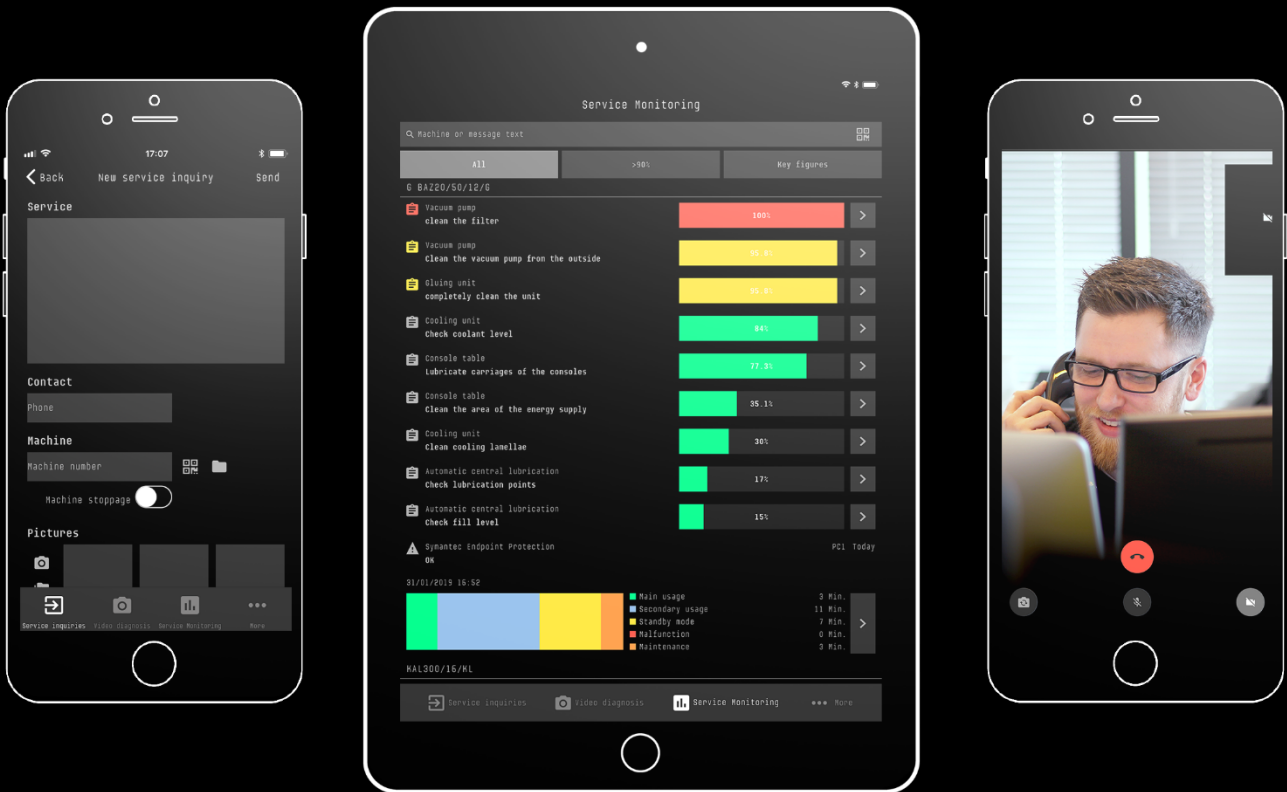 17:07
Back New service inquiry Send
Service
Contact
Phone
Machine
Machine number
Machine stoppage
Pictures
Service inquiries Video diagnosis Service Monitoring More
Service Monitoring
Machine or message text
All >90% Key figures
G BAZ20/50/12/G
Vacuum pump
clean the filter
100%
Vacuum pump
Clean the vacuum pump from the outside
Gluing unit
completely clean the unit
Cooling unit
Check coolant level
84%
Console table
Lubricate carriages of the consoles
77.3%
Console table
Clean the area of the energy supply
35.1%
Cooling unit
Clean cooling lamellae
30%
Automatic central lubrication
Check lubrication points
17%
Automatic central lubrication
Check fill level
15%
Symantec Endpoint Protection PC1 Today
OK
31/01/2019 16:52
Main usage 3 Min.
Secondary usage 11 Min.
Standby mode 7 Min.
Malfunction 0 Min.
Maintenance 3 Min.
KAL300/16/KL
Service inquiries Video diagnosis Service Monitoring More